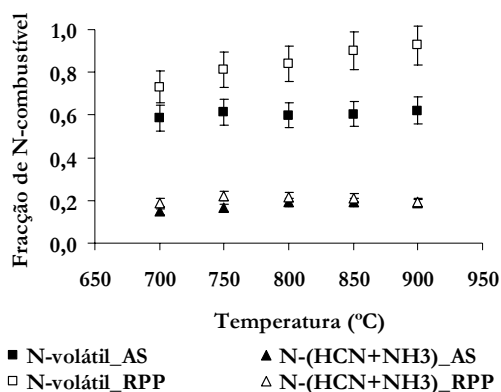 Fracção de N-combustível
1,0
0,8
0,6
0,4
0,2
0,0
650 700 750 800 850 900 950
Temperatura (ºC)
N-volátil_AS N-(HCN+NH3)_AS
N-volátil_RPP N-(HCN+NH3)_RPP